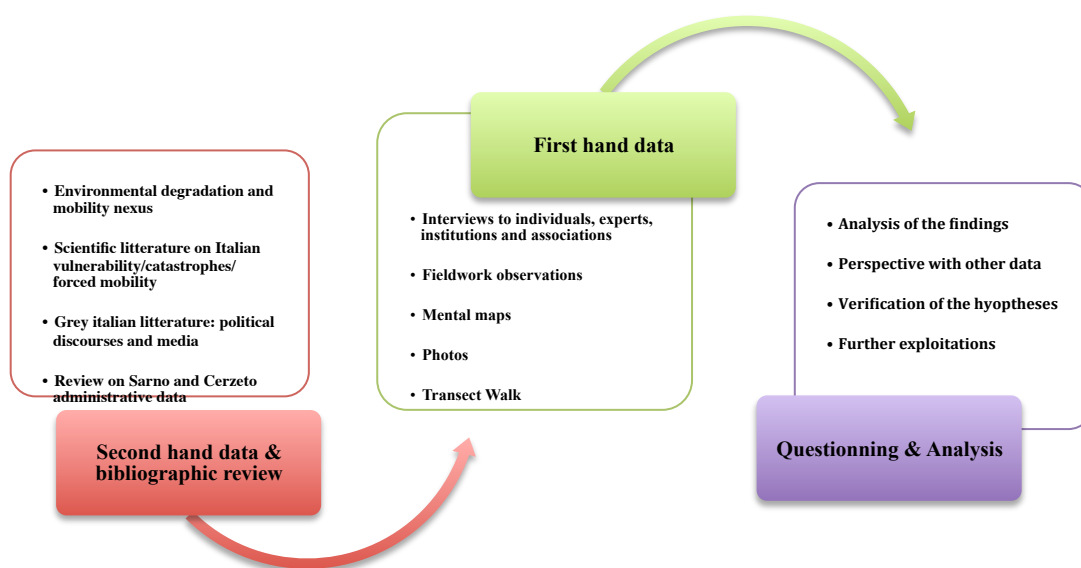 • Environmental degradation and
mobility nexus
• Scientific litterature on Italian
vulnerability/catastrophes/
forced mobility
• Grey italian litterature: political
discourses and media
• Review on Sarno and Cerzeto
administrative data
Second hand data &
bibliographic review
First hand data
• Interviews to individuals, experts,
institutions and associations
• Fieldwork observations
• Mental maps
• Photos
• Transect Walk
• Analysis of the findings
• Perspective with other data
• Verification of the hyoptheses
• Further exploitations
Questionning & Analysis